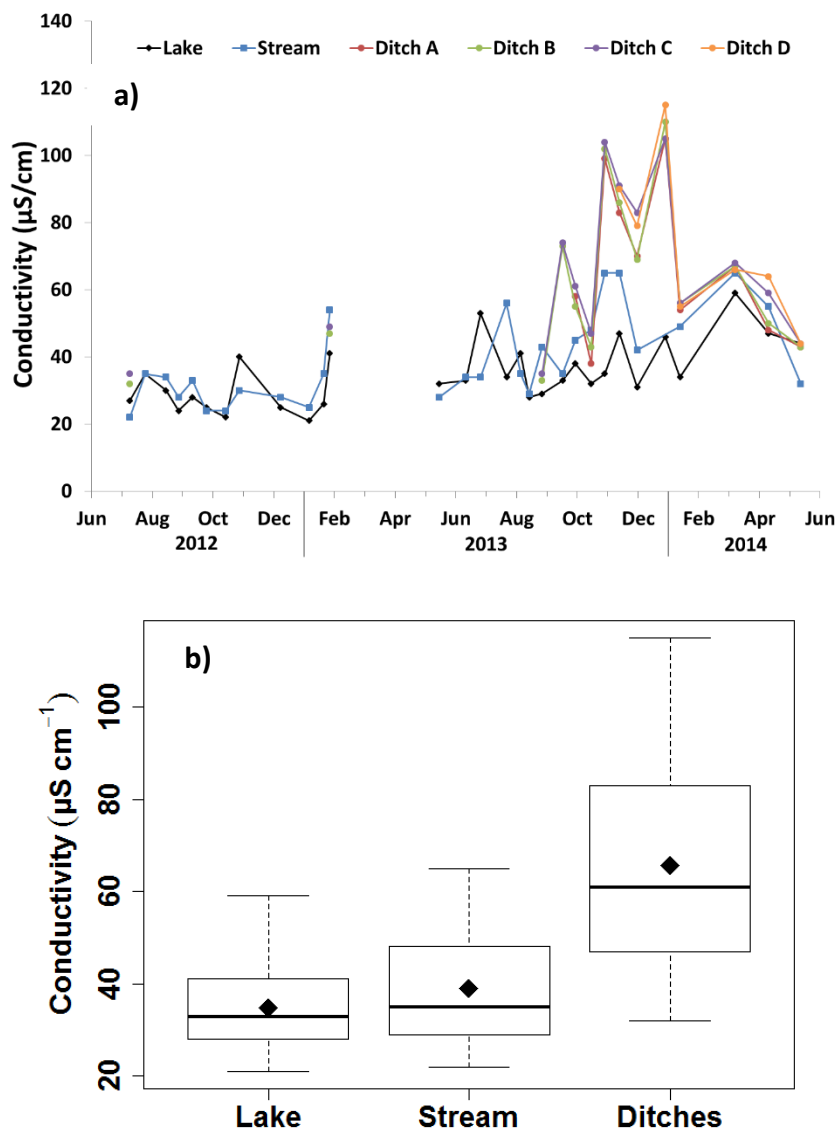 140
Lake Stream Ditch A Ditch B Ditch C Ditch D
120
a)
100
80
60
40
20
0
Conductivity (µS/cm)
Jun Aug Oct Dec Feb Apr Jun Aug Oct Dec Feb Apr Jun
2012 2013 2014
b)
100
80
60
40
20
Conductivity (µS cm⁻¹)
Lake Stream Ditches